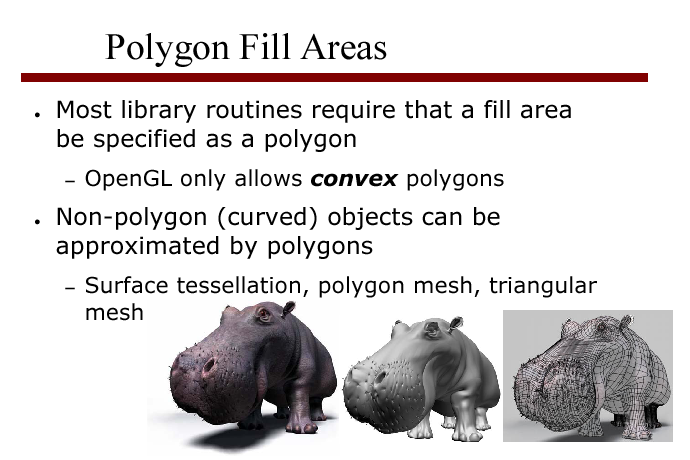 Polygon Fill Areas
• Most library routines require that a fill area
be specified as a polygon
– OpenGL only allows convex polygons
• Non-polygon (curved) objects can be
approximated by polygons
– Surface tessellation, polygon mesh, triangular
mesh